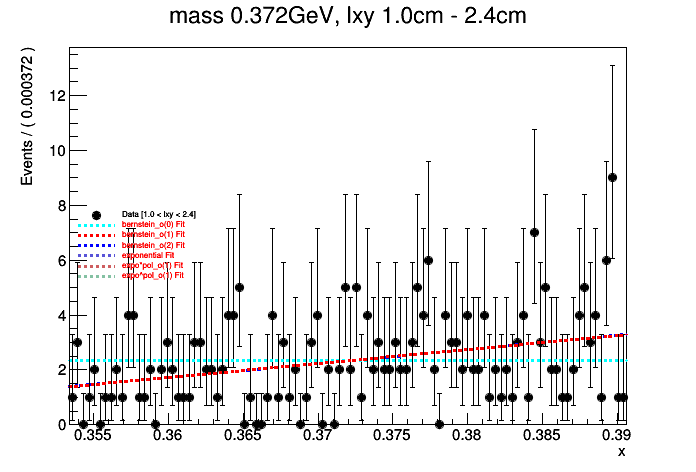 mass 0.372GeV, lxy 1.0cm - 2.4cm
Events / ( 0.000372 )
12
10
8
6
4
2
0
Data [1.0 < lxy < 2.4]
bernstein_o(0) Fit
bernstein_o(1) Fit
bernstein_o(2) Fit
exponential Fit
expo*pol_o(1) Fit
expo^pol_o(1) Fit
0.355 0.36 0.365 0.37 0.375 0.38 0.385 0.39
x